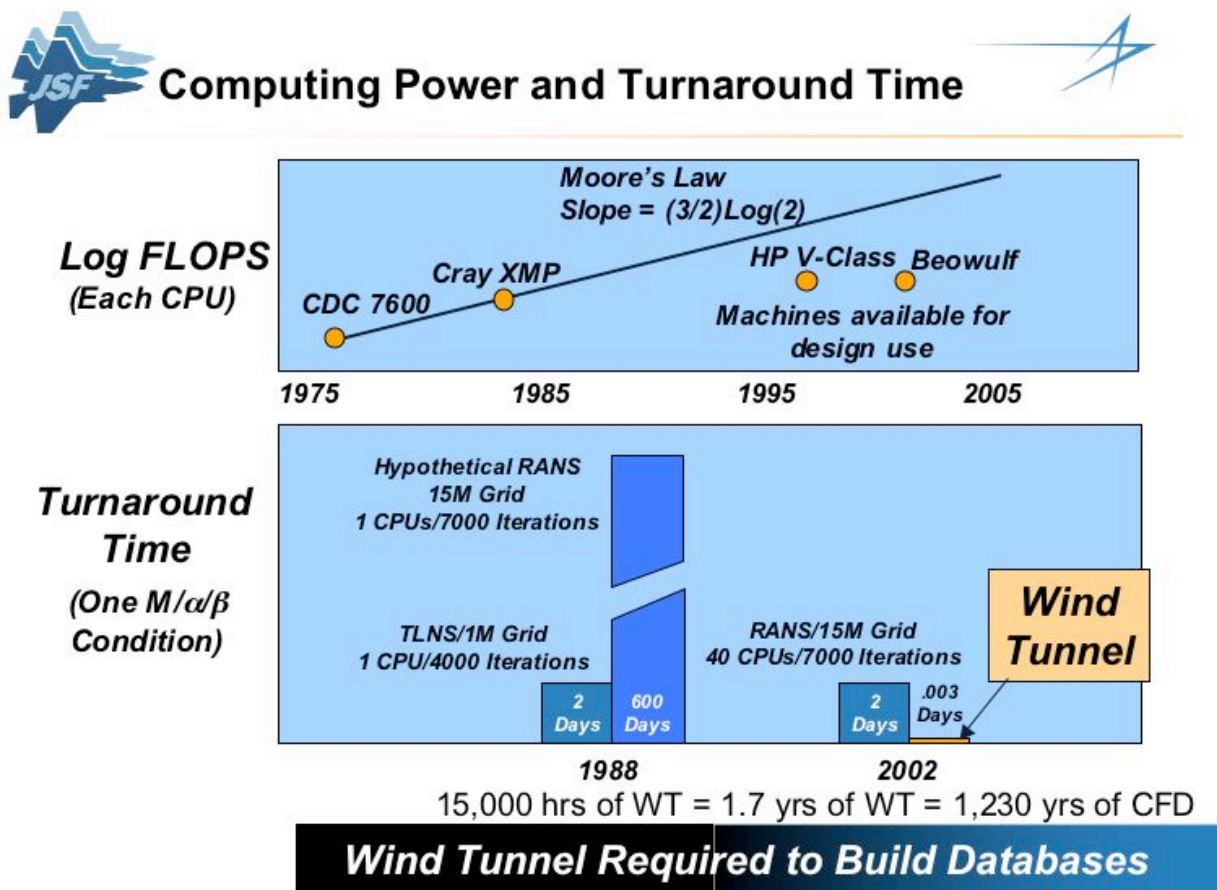 JSF
Computing Power and Turnaround Time
Moore's Law
Slope = (3/2)Log(2)
Log FLOPS
(Each CPU)
CDC 7600
Cray XMP
HP V-Class
Beowulf
Machines available for
design use
1975
1985
1995
2005
Turnaround
Time
(One M/α/β
Condition)
Hypothetical RANS
15M Grid
1 CPUs/7000 Iterations
TLNS/1M Grid
1 CPU/4000 Iterations
2
Days
600
Days
RANS/15M Grid
40 CPUs/7000 Iterations
2
Days
.003
Days
Wind
Tunnel
1988
2002
15,000 hrs of WT = 1.7 yrs of WT = 1,230 yrs of CFD
Wind Tunnel Required to Build Databases